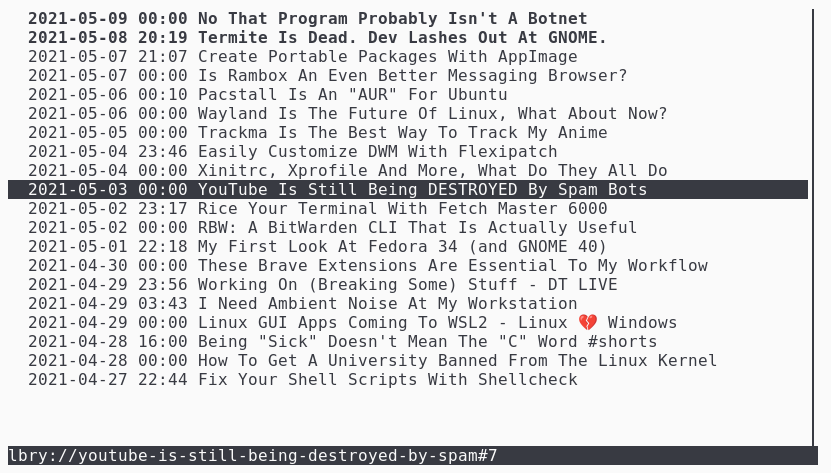 2021-05-09 00:00 No That Program Probably Isn't A Botnet
2021-05-08 20:19 Termite Is Dead. Dev Lashes Out At GNOME.
2021-05-07 21:07 Create Portable Packages With AppImage
2021-05-07 00:00 Is Rambox An Even Better Messaging Browser?
2021-05-06 00:10 Pacstall Is An "AUR" For Ubuntu
2021-05-06 00:00 Wayland Is The Future Of Linux, What About Now?
2021-05-05 00:00 Trackma Is The Best Way To Track My Anime
2021-05-04 23:46 Easily Customize DWM With Flexipatch
2021-05-04 00:00 Xinitrc, Xprofile And More, What Do They All Do
2021-05-03 00:00 YouTube Is Still Being DESTROYED By Spam Bots
2021-05-02 23:17 Rice Your Terminal With Fetch Master 6000
2021-05-02 00:00 RBW: A BitWarden CLI That Is Actually Useful
2021-05-01 22:18 My First Look At Fedora 34 (and GNOME 40)
2021-04-30 00:00 These Brave Extensions Are Essential To My Workflow
2021-04-29 23:56 Working On (Breaking Some) Stuff - DT LIVE
2021-04-29 03:43 I Need Ambient Noise At My Workstation
2021-04-29 00:00 Linux GUI Apps Coming To WSL2 - Linux 💔 Windows
2021-04-28 16:00 Being "Sick" Doesn't Mean The "C" Word #shorts
2021-04-28 00:00 How To Get A University Banned From The Linux Kernel
2021-04-27 22:44 Fix Your Shell Scripts With Shellcheck
lbry://youtube-is-still-being-destroyed-by-spam#7